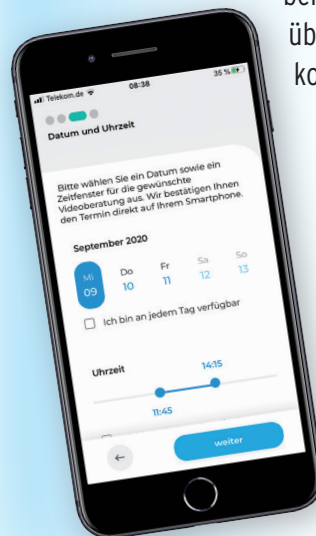 Telekom.de 08:38 35 %
Datum und Uhrzeit
Bitte wählen Sie ein Datum sowie ein
Zeitfenster für die gewünschte
Videoberatung aus. Wir bestätigen Ihnen
den Termin direkt auf Ihrem Smartphone.
September 2020
Mi Do Fr Sa So
09 10 11 12 13
Ich bin an jedem Tag verfügbar
Uhrzeit
14:15
11:45
weiter
üb
ko